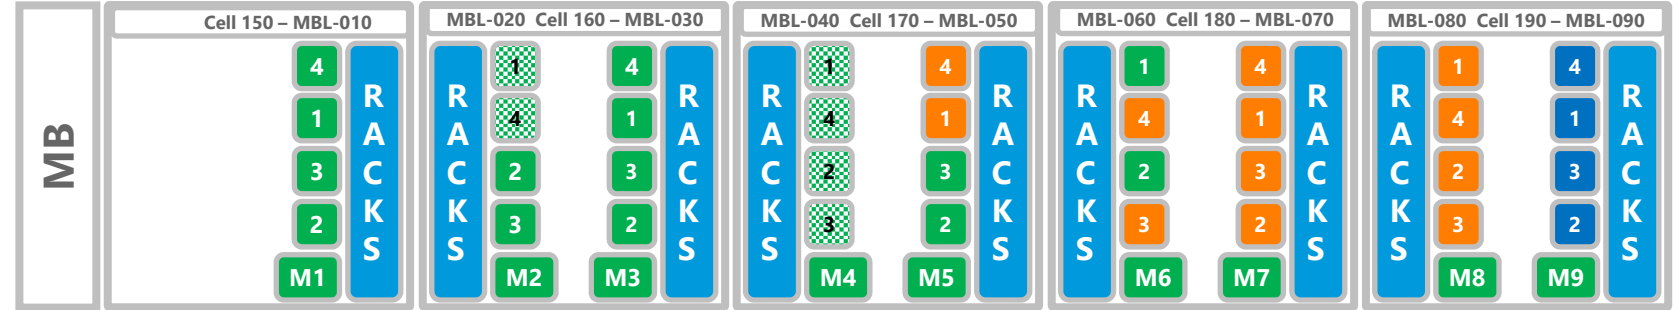 MB
Cell 150 – MBL-010
4
1
3
2
M1
RACKS
MBL-020 Cell 160 – MBL-030
RACKS
1
4
2
3
M2
4
1
3
2
M3
RACKS
MBL-040 Cell 170 – MBL-050
RACKS
1
4
2
3
M4
4
1
3
2
M5
RACKS
MBL-060 Cell 180 – MBL-070
RACKS
1
4
2
3
M6
4
1
3
2
M7
RACKS
MBL-080 Cell 190 – MBL-090
RACKS
1
4
2
3
M8
4
1
3
2
M9
RACKS